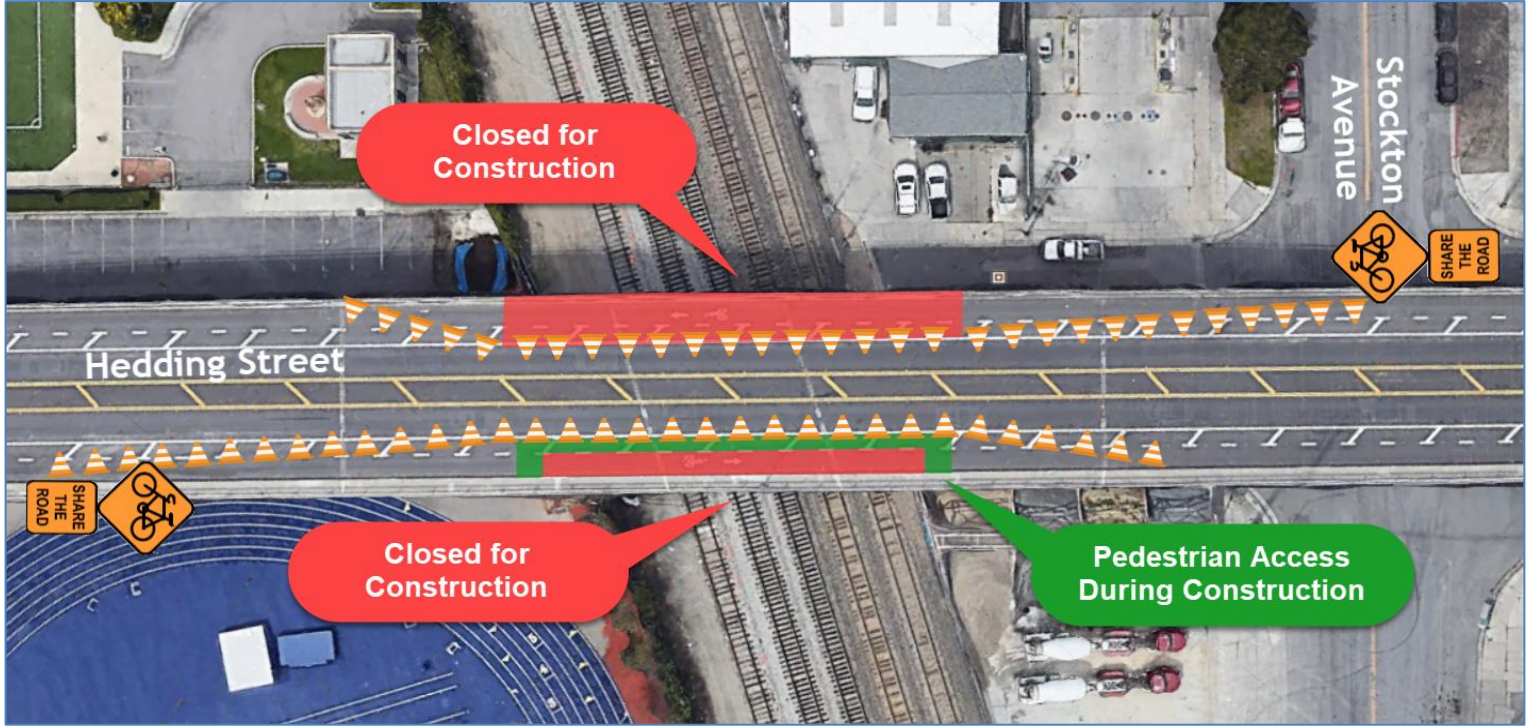 Closed for
Construction
Stockton
Avenue
SHARE
THE
ROAD
Hedding Street
SHARE
THE
ROAD
Closed for
Construction
Pedestrian Access
During Construction